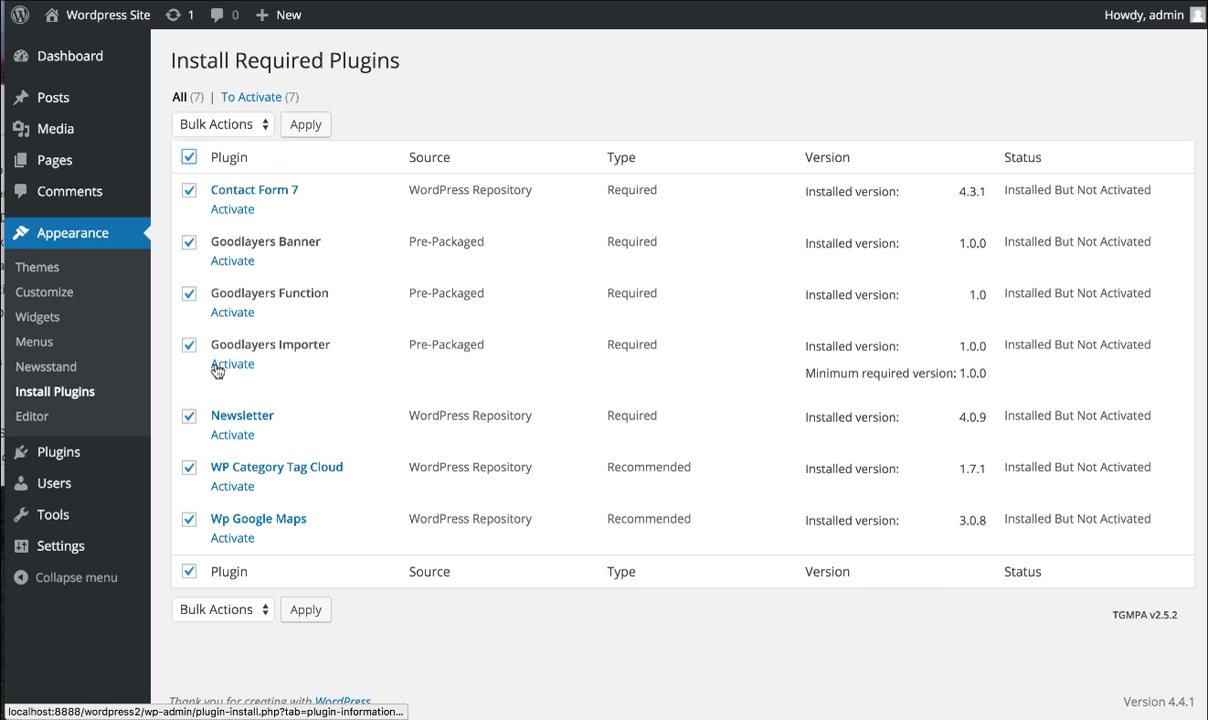 Wordpress Site 1 0 New Howdy, admin
Dashboard
Posts
Media
Pages
Comments
Appearance
Themes
Customize
Widgets
Menus
Newsstand
Install Plugins
Editor
Plugins
Users
Tools
Settings
Collapse menu
Install Required Plugins
All (7) | To Activate (7)
Bulk Actions Apply
Plugin Source Type Version Status
Contact Form 7 WordPress Repository Required Installed version: 4.3.1 Installed But Not Activated
Activate
Goodlayers Banner Pre-Packaged Required Installed version: 1.0.0 Installed But Not Activated
Activate
Goodlayers Function Pre-Packaged Required Installed version: 1.0 Installed But Not Activated
Activate
Goodlayers Importer Pre-Packaged Required Installed version: 1.0.0 Installed But Not Activated
Activate Minimum required version: 1.0.0
Newsletter WordPress Repository Required Installed version: 4.0.9 Installed But Not Activated
Activate
WP Category Tag Cloud WordPress Repository Recommended Installed version: 1.7.1 Installed But Not Activated
Activate
Wp Google Maps WordPress Repository Recommended Installed version: 3.0.8 Installed But Not Activated
Activate
Plugin Source Type Version Status
Bulk Actions Apply
TGMPA v2.5.2
Thank you for creating with WordPress Version 4.4.1
localhost:8888/wordpress2/wp-admin/plugin-install.php?tab=plugin-information...